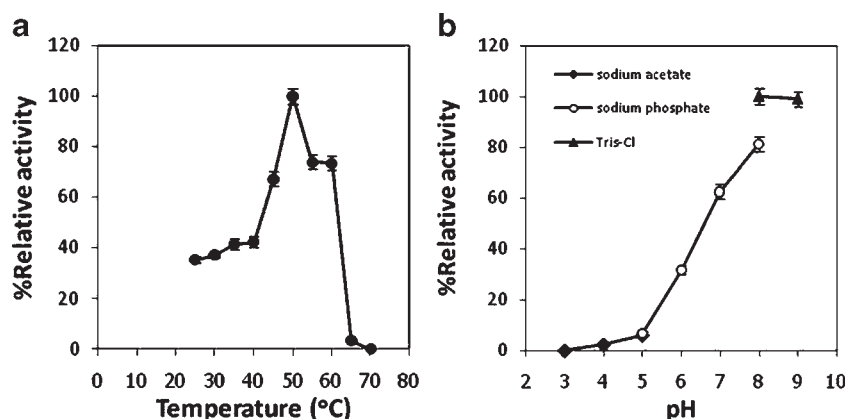 a
120
100
80
60
40
20
0
%Relative activity
0 10 20 30 40 50 60 70 80
Temperature (°C)
b
120
100
80
60
40
20
0
%Relative activity
sodium acetate
sodium phosphate
Tris-Cl
2 3 4 5 6 7 8 9 10
pH